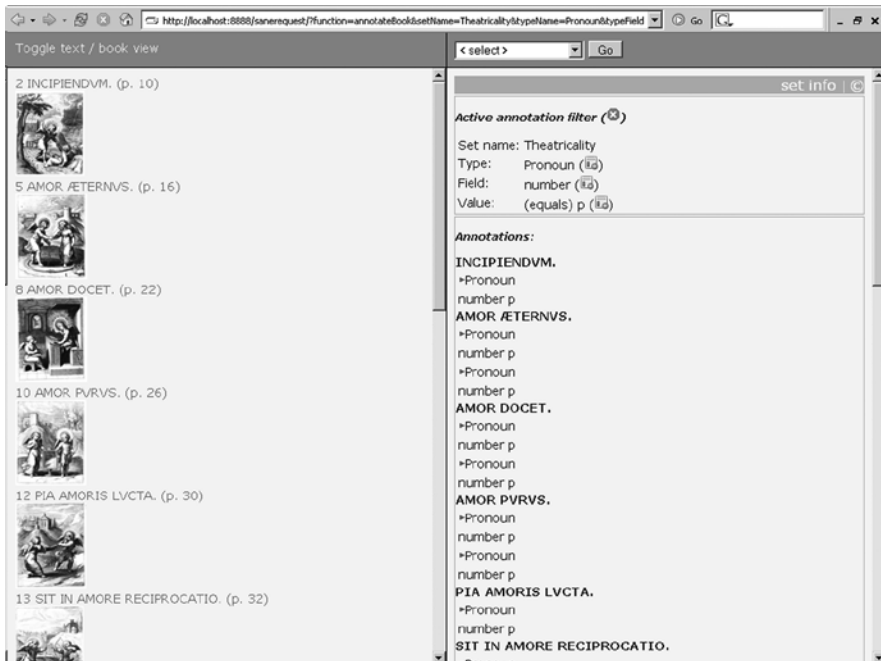 http://localhost:8888/sanerequest/?function=annotateBook&setName=Theatricality&typeName=Pronoun&typeField
Go
Toggle text / book view
2 INCIPIENDVM. (p. 10)
5 AMOR ÆTERNVS. (p. 16)
8 AMOR DOCET. (p. 22)
10 AMOR PVRVS. (p. 26)
12 PIA AMORIS LVCTA. (p. 30)
13 SIT IN AMORE RECIPROCATIO. (p. 32)
< select >
Go
set info | ©
Active annotation filter ( )
Set name: Theatricality
Type: Pronoun ( )
Field: number ( )
Value: (equals) p ( )
Annotations:
INCIPIENDVM.
Pronoun
number p
AMOR ÆTERNVS.
Pronoun
number p
Pronoun
number p
AMOR DOCET.
Pronoun
number p
Pronoun
number p
AMOR PVRVS.
Pronoun
number p
Pronoun
number p
PIA AMORIS LVCTA.
Pronoun
number p
SIT IN AMORE RECIPROCATIO.